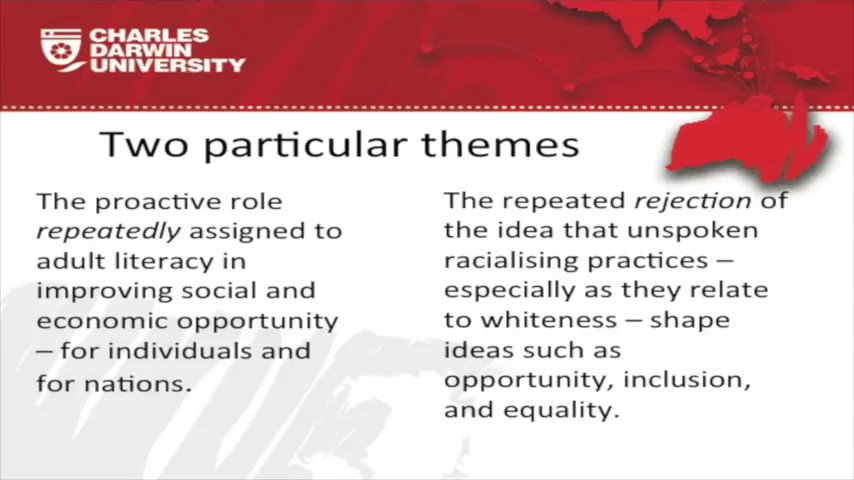 CHARLES
DARWIN
UNIVERSITY
Two particular themes
The proactive role
repeatedly assigned to
adult literacy in
improving social and
economic opportunity
– for individuals and
for nations.
The repeated rejection of
the idea that unspoken
racialising practices –
especially as they relate
to whiteness – shape
ideas such as
opportunity, inclusion,
and equality.